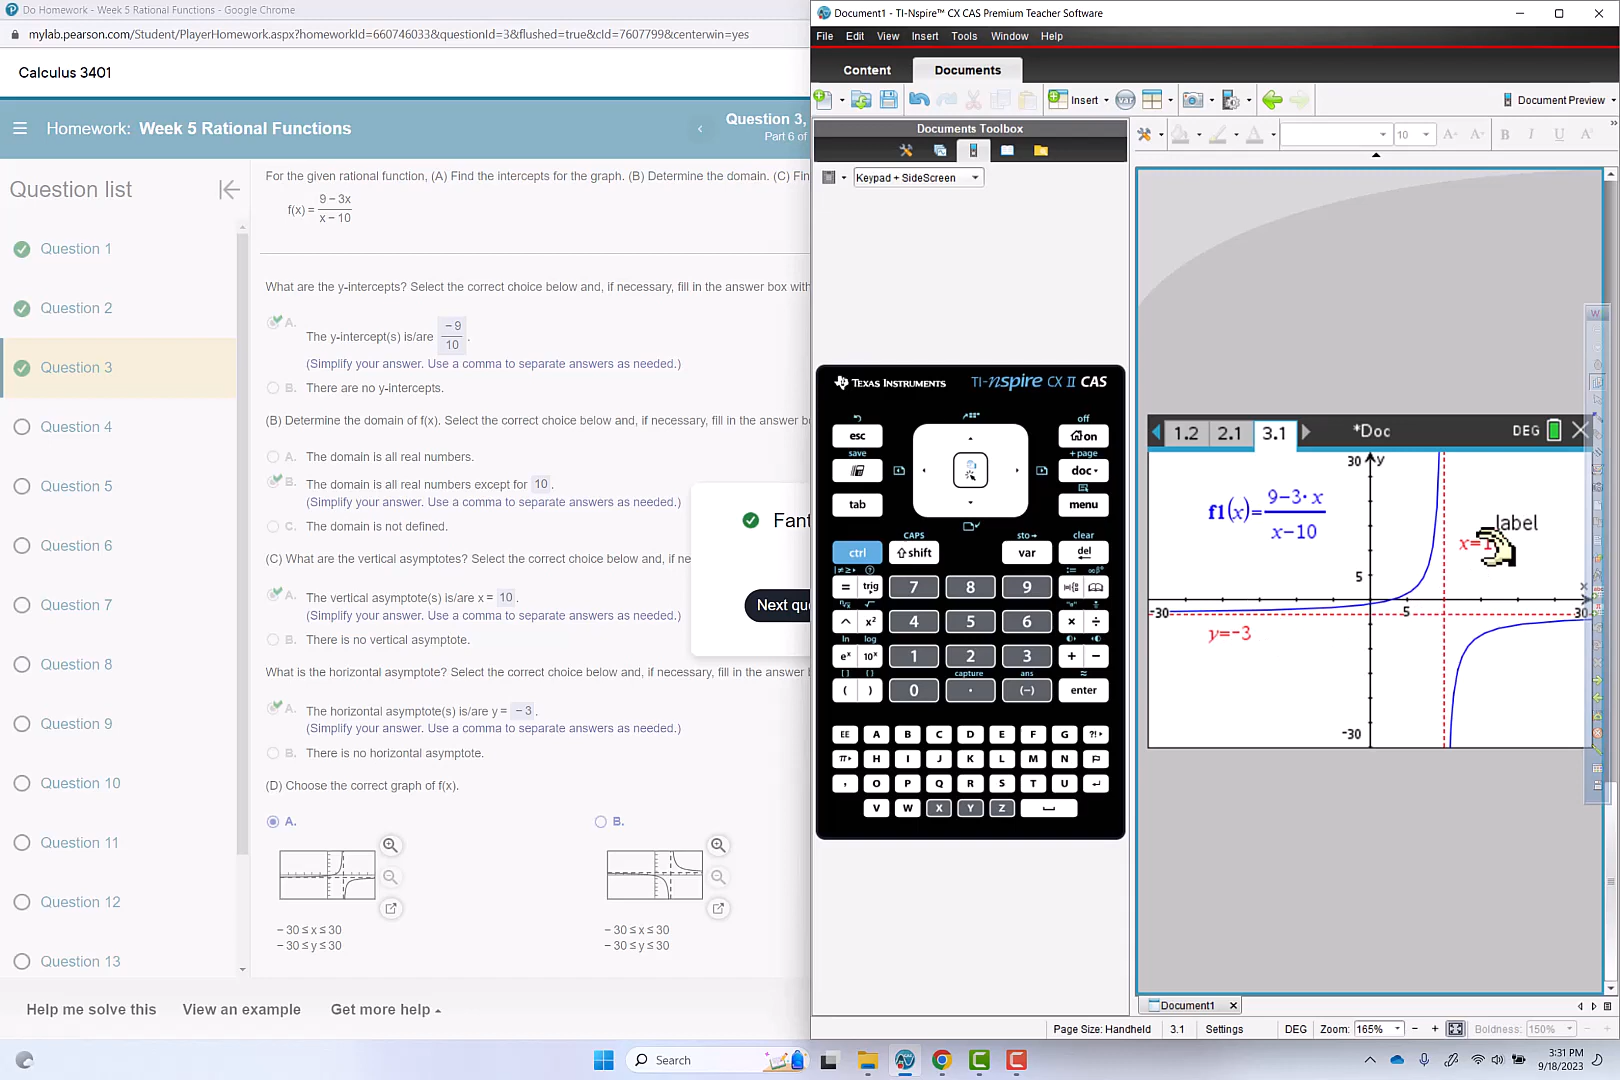 Do Homework - Week 5 Rational Functions - Google Chrome
mylab.pearson.com/Student/PlayerHomework.aspx?homeworkId=660746033&questionId=3&flushed=true&cId=7607799&centerwin=yes
Calculus 3401
Homework: Week 5 Rational Functions
Question 3,
Part 6 of
Question list
Question 1
Question 2
Question 3
Question 4
Question 5
Question 6
Question 7
Question 8
Question 9
Question 10
Question 11
Question 12
Question 13
For the given rational function, (A) Find the intercepts for the graph. (B) Determine the domain. (C) Fin
f(x) = 9 − 3x / x − 10
What are the y-intercepts? Select the correct choice below and, if necessary, fill in the answer box with
A. The y-intercept(s) is/are −9/10 .
(Simplify your answer. Use a comma to separate answers as needed.)
B. There are no y-intercepts.
(B) Determine the domain of f(x). Select the correct choice below and, if necessary, fill in the answer b
A. The domain is all real numbers.
B. The domain is all real numbers except for 10 .
(Simplify your answer. Use a comma to separate answers as needed.)
C. The domain is not defined.
(C) What are the vertical asymptotes? Select the correct choice below and, if ne
A. The vertical asymptote(s) is/are x = 10 .
(Simplify your answer. Use a comma to separate answers as needed.)
B. There is no vertical asymptote.
What is the horizontal asymptote? Select the correct choice below and, if necessary, fill in the answer b
A. The horizontal asymptote(s) is/are y = −3 .
(Simplify your answer. Use a comma to separate answers as needed.)
B. There is no horizontal asymptote.
(D) Choose the correct graph of f(x).
A.
B.
− 30 ≤ x ≤ 30
− 30 ≤ y ≤ 30
− 30 ≤ x ≤ 30
− 30 ≤ y ≤ 30
Fant
Next qu
Help me solve this View an example Get more help
Document1 - TI-Nspire™ CX CAS Premium Teacher Software
File Edit View Insert Tools Window Help
Content Documents
Insert var Document Preview
Documents Toolbox
10 B I U
Keypad + SideScreen
TEXAS INSTRUMENTS TI-nspire CX II CAS
off
esc on
save + page
doc
tab menu
CAPS sto→ clear
ctrl shift var del
= trig 7 8 9
^ x² 4 5 6 × ÷
ln log
eˣ 10ˣ 1 2 3 + −
capture ans ≈
( ) 0 . (−) enter
EE A B C D E F G ?!
π H I J K L M N
, O P Q R S T U
V W X Y Z
1.2 2.1 3.1 *Doc DEG
30 y
f1(x)=9−3·x / x−10
label
x=1
5
x
-30 5 30
y=−3
-30
Document1
Page Size: Handheld 3.1 Settings DEG Zoom: 165% − + Boldness: 150%
Search
3:31 PM
9/18/2023